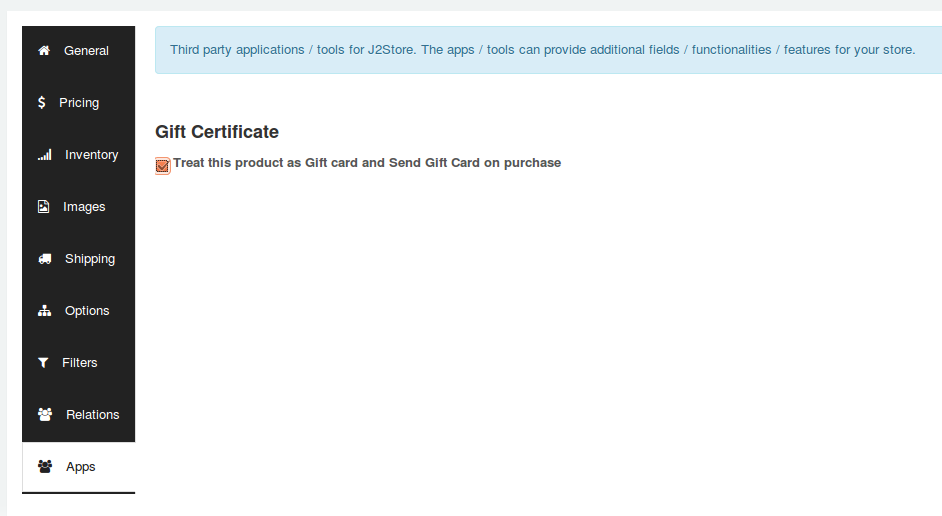 General
Pricing
Inventory
Images
Shipping
Options
Filters
Relations
Apps
Third party applications / tools for J2Store. The apps / tools can provide additional fields / functionalities / features for your store.
Gift Certificate
Treat this product as Gift card and Send Gift Card on purchase